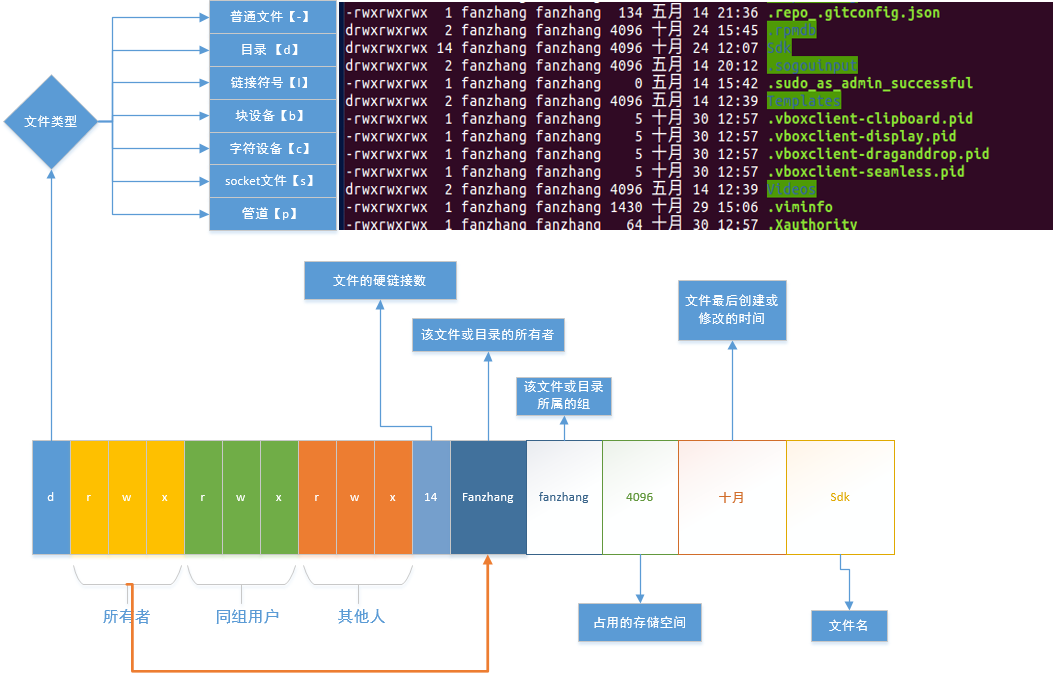 文件类型
普通文件【-】
目录【d】
链接符号【l】
块设备【b】
字符设备【c】
socket文件【s】
管道【p】
-rwxrwxrwx 1 fanzhang fanzhang 134 五月 14 21:36 .repo_.gitconfig.json
drwxrwxrwx 2 fanzhang fanzhang 4096 十月 24 15:45 .rpmdb
drwxrwxrwx 14 fanzhang fanzhang 4096 十月 24 12:07 Sdk
drwxrwxrwx 2 fanzhang fanzhang 4096 五月 14 20:12 .sogouinput
-rwxrwxrwx 1 fanzhang fanzhang 0 五月 14 15:42 .sudo_as_admin_successful
drwxrwxrwx 2 fanzhang fanzhang 4096 五月 14 12:39 Templates
-rwxrwxrwx 1 fanzhang fanzhang 5 十月 30 12:57 .vboxclient-clipboard.pid
-rwxrwxrwx 1 fanzhang fanzhang 5 十月 30 12:57 .vboxclient-display.pid
-rwxrwxrwx 1 fanzhang fanzhang 5 十月 30 12:57 .vboxclient-draganddrop.pid
-rwxrwxrwx 1 fanzhang fanzhang 5 十月 30 12:57 .vboxclient-seamless.pid
drwxrwxrwx 2 fanzhang fanzhang 4096 五月 14 12:39 Videos
-rwxrwxrwx 1 fanzhang fanzhang 1430 十月 29 15:06 .viminfo
-rwxrwxrwx 1 fanzhang fanzhang 64 十月 30 12:57 .Xauthority
文件的硬链接数
该文件或目录的所有者
该文件或目录
所属的组
文件最后创建或
修改的时间
d r w x r w x r w x 14 Fanzhang fanzhang 4096 十月 Sdk
所有者 同组用户 其他人
占用的存储空间
文件名